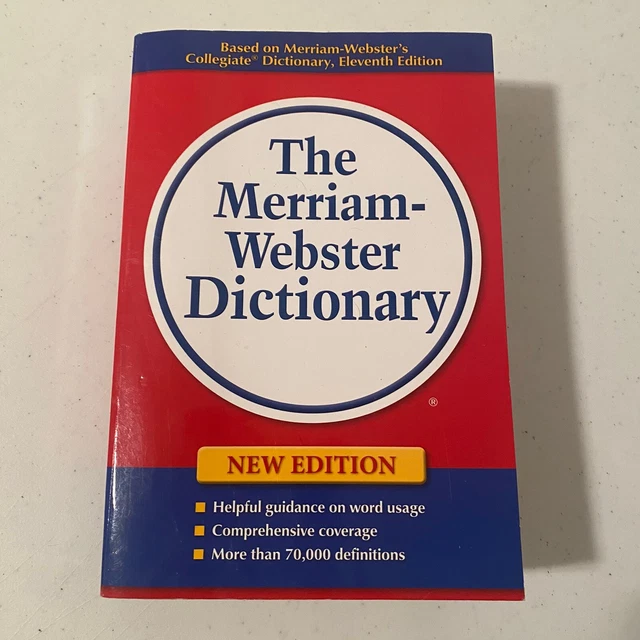 Based on Merriam-Webster's
Collegiate® Dictionary, Eleventh Edition
The
Merriam-
Webster
Dictionary
®
NEW EDITION
Helpful guidance on word usage
Comprehensive coverage
More than 70,000 definitions